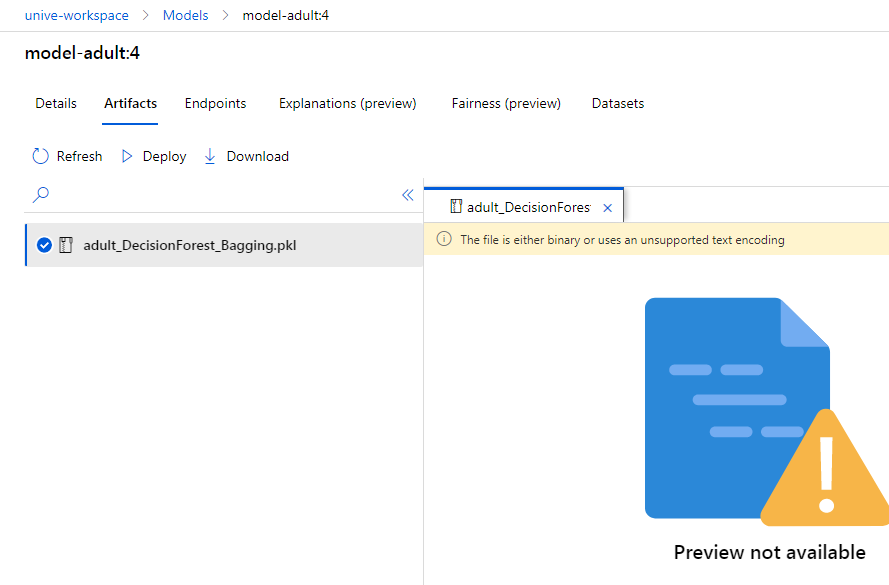 unive-workspace > Models > model-adult:4
model-adult:4
Details Artifacts Endpoints Explanations (preview) Fairness (preview) Datasets
Refresh Deploy Download
adult_DecisionFores
adult_DecisionForest_Bagging.pkl
The file is either binary or uses an unsupported text encoding
Preview not available